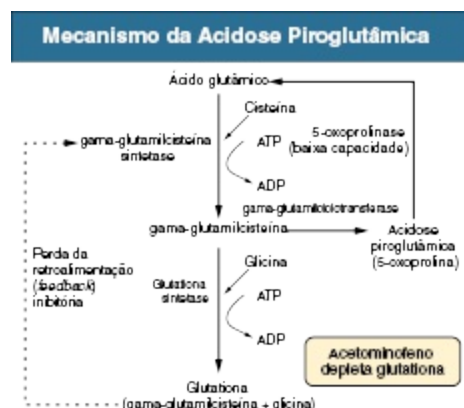 Mecanismo da Acidose Piroglutâmica
Ácido glutâmico
Cisteína
gama-glutamilcisteína
sintetase
ATP
5-oxoprolinase
(baixa capacidade)
ADP
gama-glutamilciclotransferase
gama-glutamilcisteína
Acidose
piroglutâmica
(5-oxoprolina)
Perda da
retroalimentação
(feedback)
inibitória
Glicina
Glutationa
sintetase
ATP
ADP
Acetominofeno
depleta glutationa
Glutationa
(gama-glutamilcisteína + glicina)